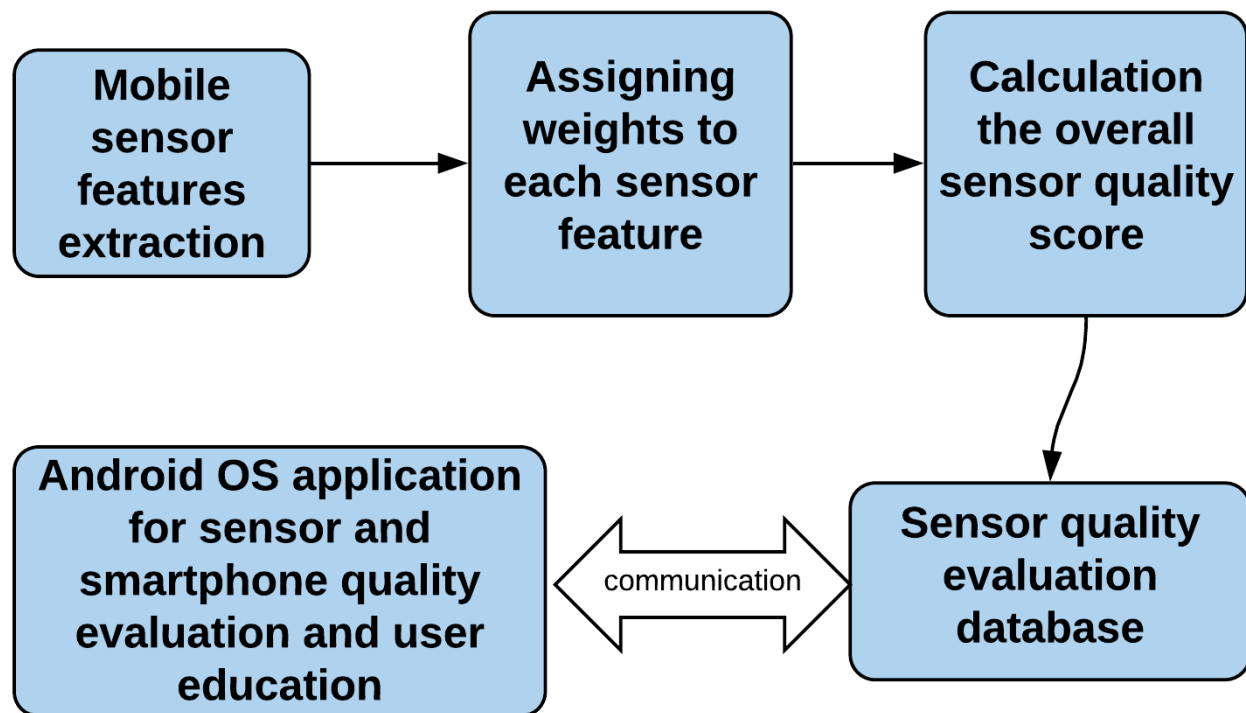 Mobile
sensor
features
extraction
Assigning
weights to
each sensor
feature
Calculation
the overall
sensor quality
score
Android OS application
for sensor and
smartphone quality
evaluation and user
education
communication
Sensor quality
evaluation
database